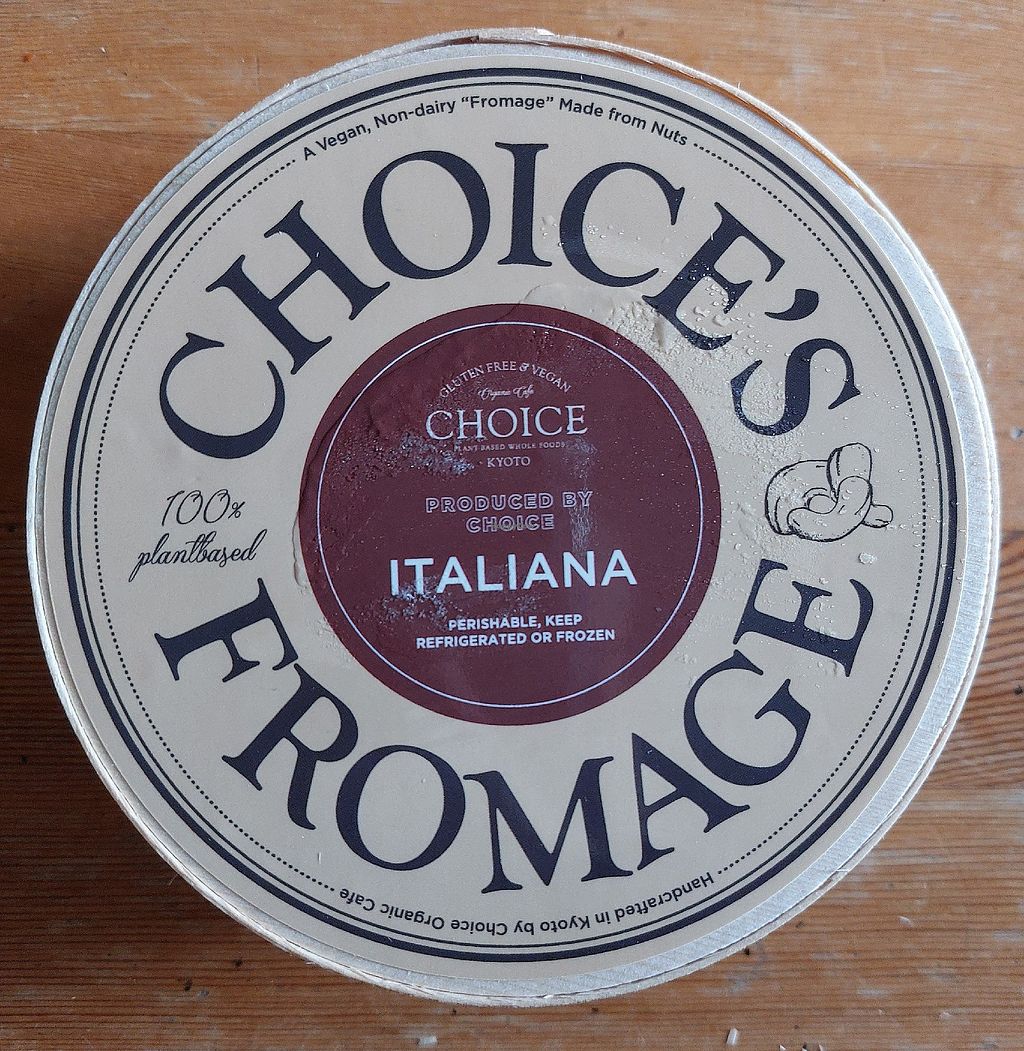 A Vegan, Non-dairy “Fromage” Made from Nuts
CHOICE’S
GLUTEN FREE & VEGAN
Organic Cafe
CHOICE
PLANT BASED WHOLE FOODS
KYOTO
PRODUCED BY
CHOICE
ITALIANA
PERISHABLE, KEEP
REFRIGERATED OR FROZEN
100%
plantbased
FROMAGE
Handcrafted in Kyoto by Choice Organic Cafe